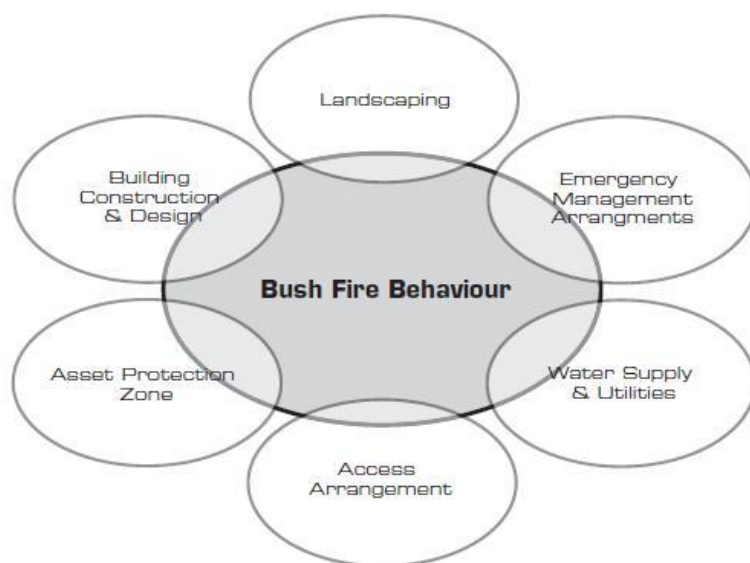 Landscaping
Building
Construction
& Design
Emergency
Management
Arrangments
Bush Fire Behaviour
Asset Protection
Zone
Water Supply
& Utilities
Access
Arrangement